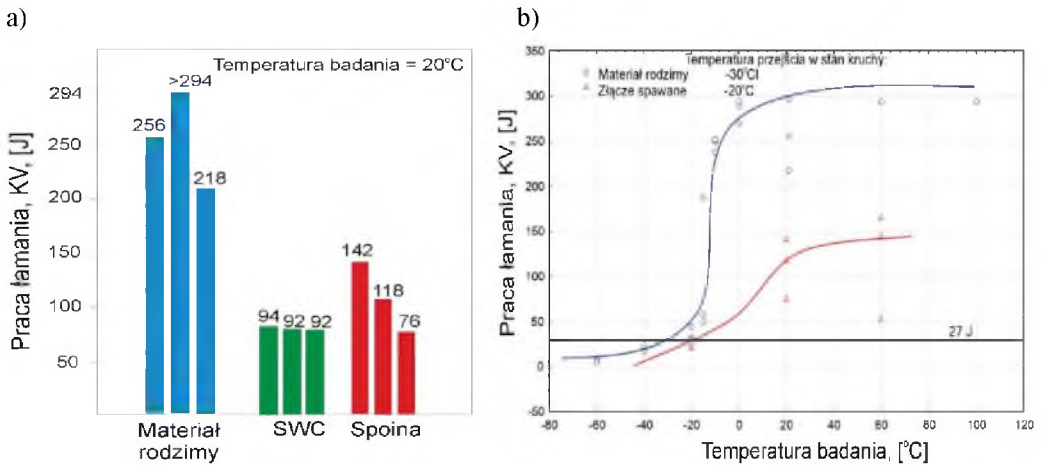 a)
Temperatura badania = 20°C
Praca łamania, KV, [J]
294
250
200
150
100
50
256
>294
218
94
92
92
142
118
76
Materiał
rodzimy
SWC
Spoina
b)
Temperatura przejścia w stan kruchy:
Materiał rodzimy -30°Cl
Złącze spawane -20°C
Praca łamania, KV, [J]
350
300
250
200
150
100
50
0
-50
27 J
-80 -60 -40 -20 0 20 40 60 80 100 120
Temperatura badania, [°C]